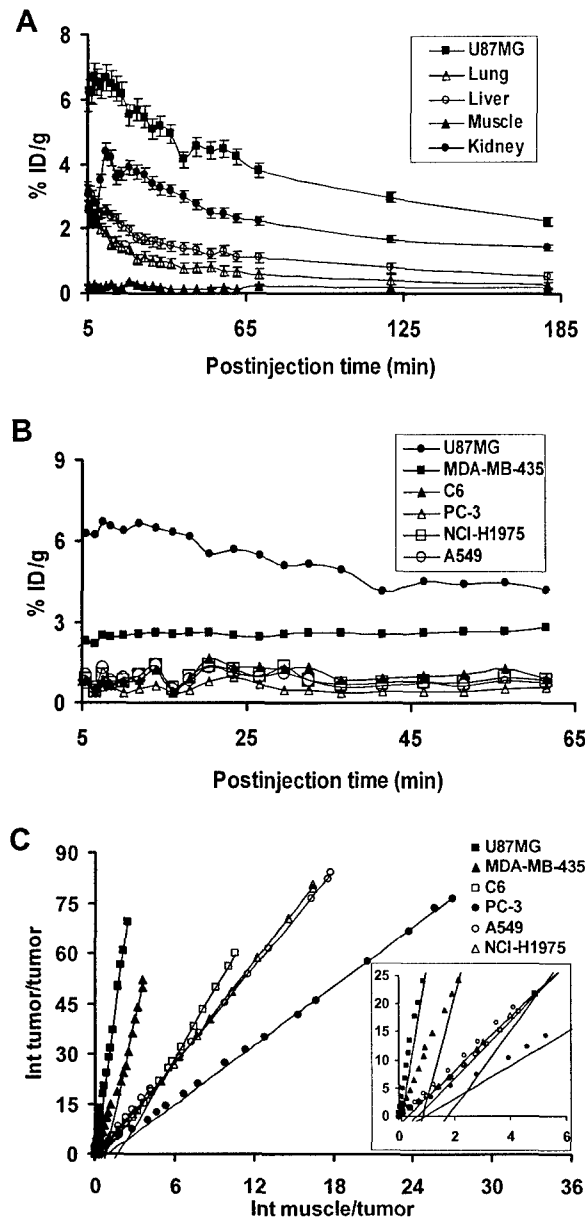 A
8
6
4
2
0
% ID/g
5
65
125
185
Postinjection time (min)
U87MG
Lung
Liver
Muscle
Kidney
B
9
6
3
0
% ID/g
5
25
45
65
Postinjection time (min)
U87MG
MDA-MB-435
C6
PC-3
NCI-H1975
A549
C
90
75
60
45
30
15
0
Int tumor/tumor
0
6
12
18
24
30
36
Int muscle/tumor
U87MG
MDA-MB-435
C6
PC-3
A549
NCI-H1975
25
20
15
10
5
0
0
2
4
6